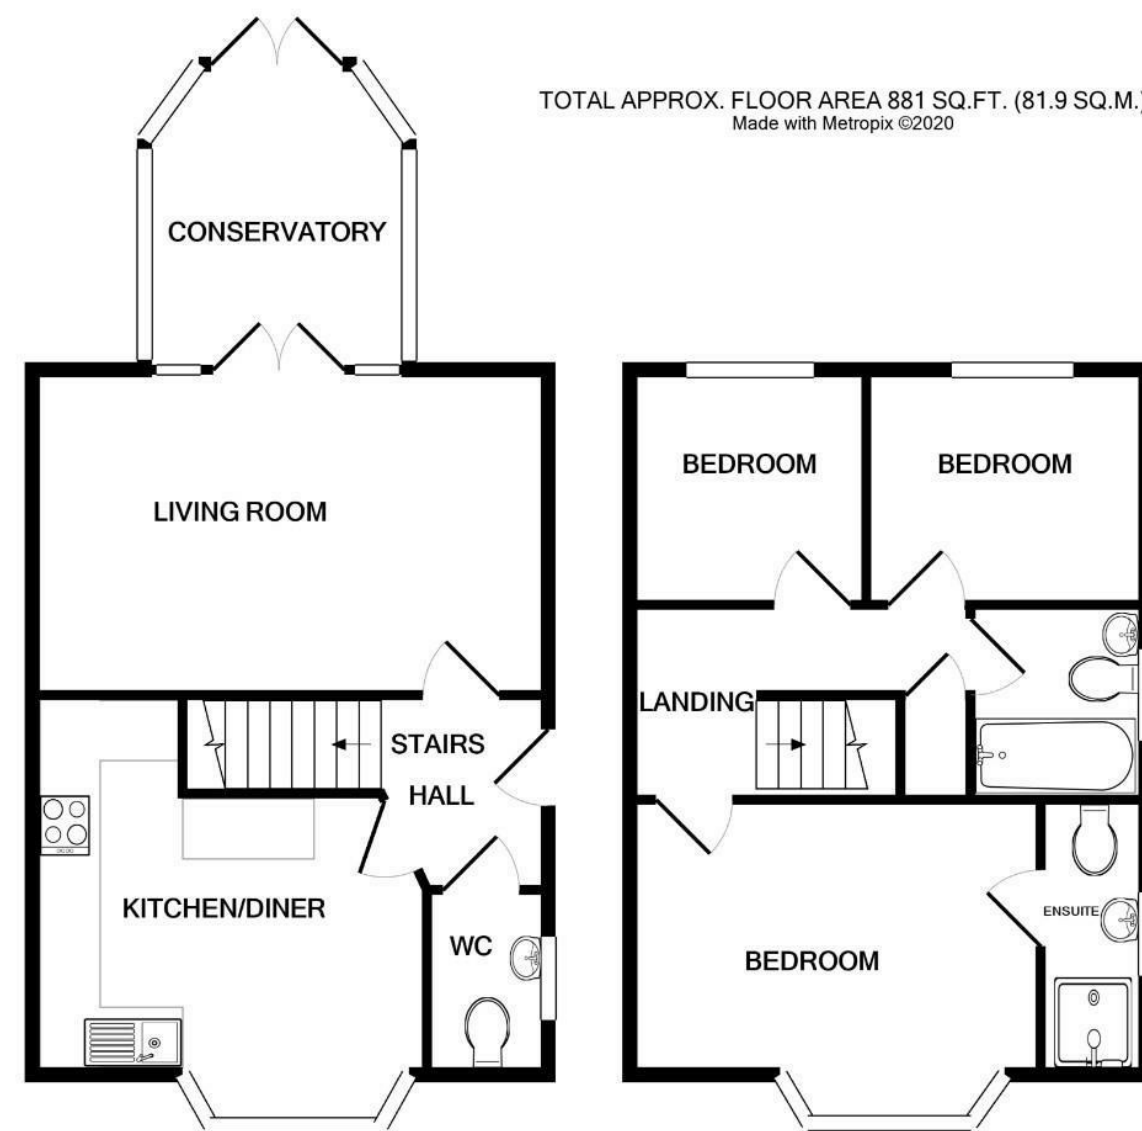 TOTAL APPROX. FLOOR AREA 881 SQ.FT. (81.9 SQ.M.)
Made with Metropix ©2020
CONSERVATORY
LIVING ROOM
STAIRS
HALL
KITCHEN/DINER
WC
BEDROOM
BEDROOM
LANDING
ENSUITE
BEDROOM